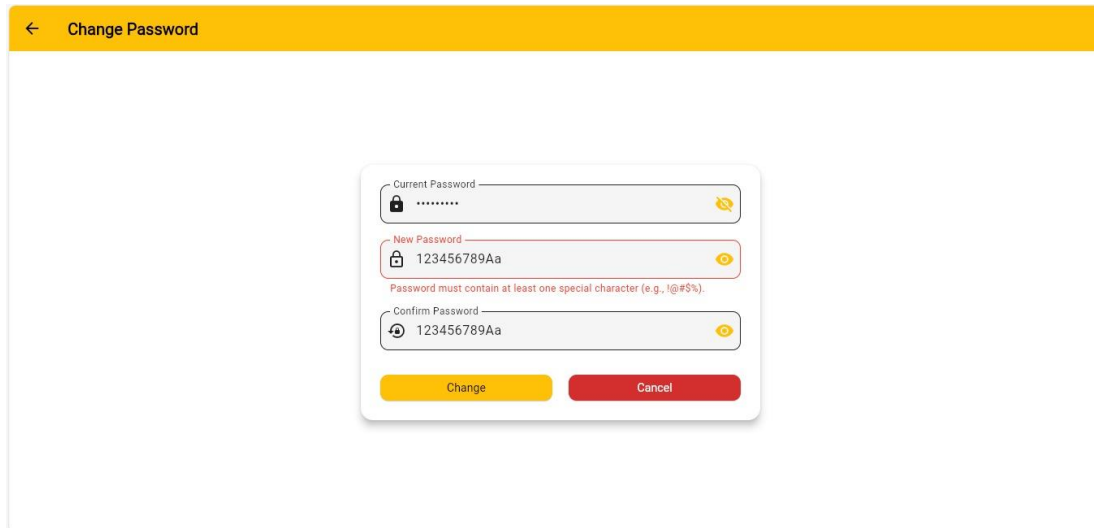 Change Password
Current Password
•••••••••
New Password
123456789Aa
Password must contain at least one special character (e.g., !@#$%).
Confirm Password
123456789Aa
Change
Cancel